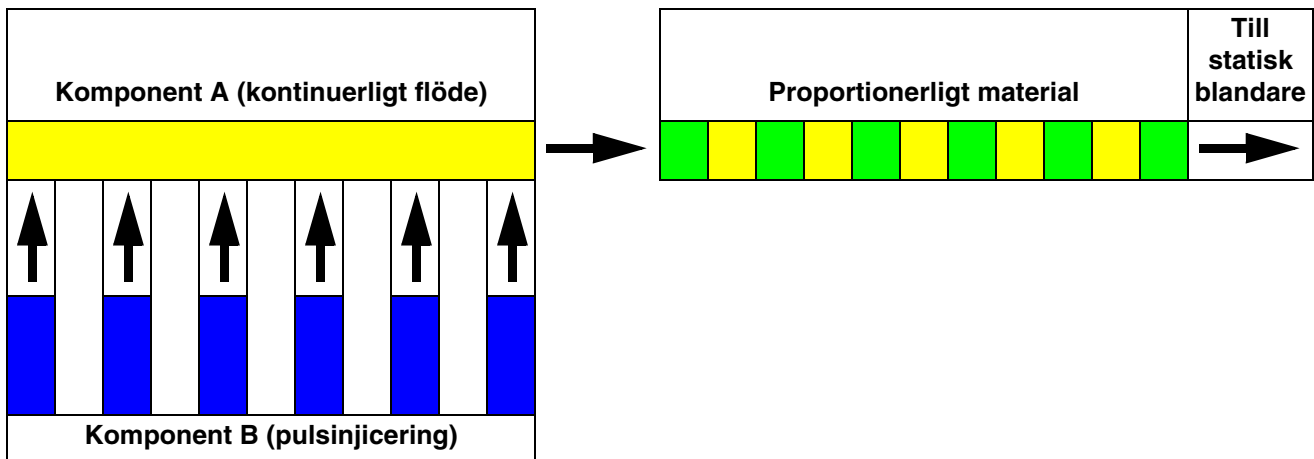 Komponent A (kontinuerligt flöde)
Proportionerligt material
Till
statisk
blandare
Komponent B (pulsinjicering)